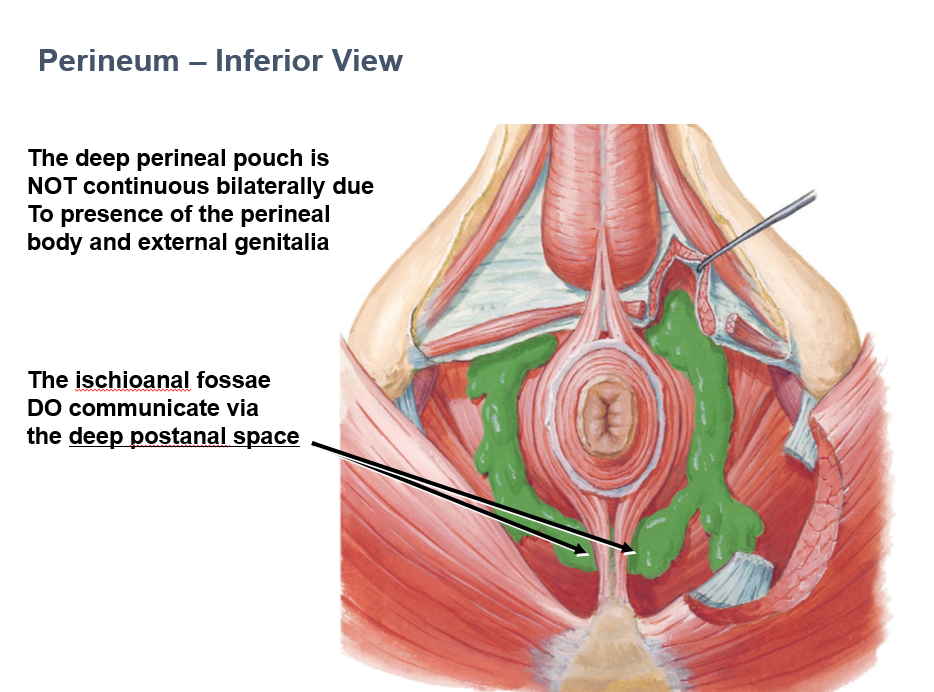 Perineum – Inferior View
The deep perineal pouch is
NOT continuous bilaterally due
To presence of the perineal
body and external genitalia
The ischioanal fossae
DO communicate via
the deep postanal space